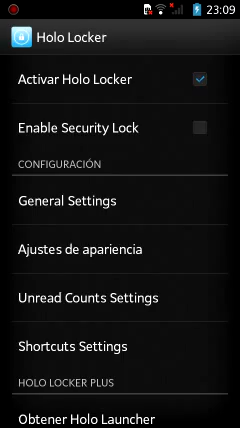 23:09
Holo Locker
Activar Holo Locker
Enable Security Lock
CONFIGURACIÓN
General Settings
Ajustes de apariencia
Unread Counts Settings
Shortcuts Settings
HOLO LOCKER PLUS
Obtener Holo Launcher